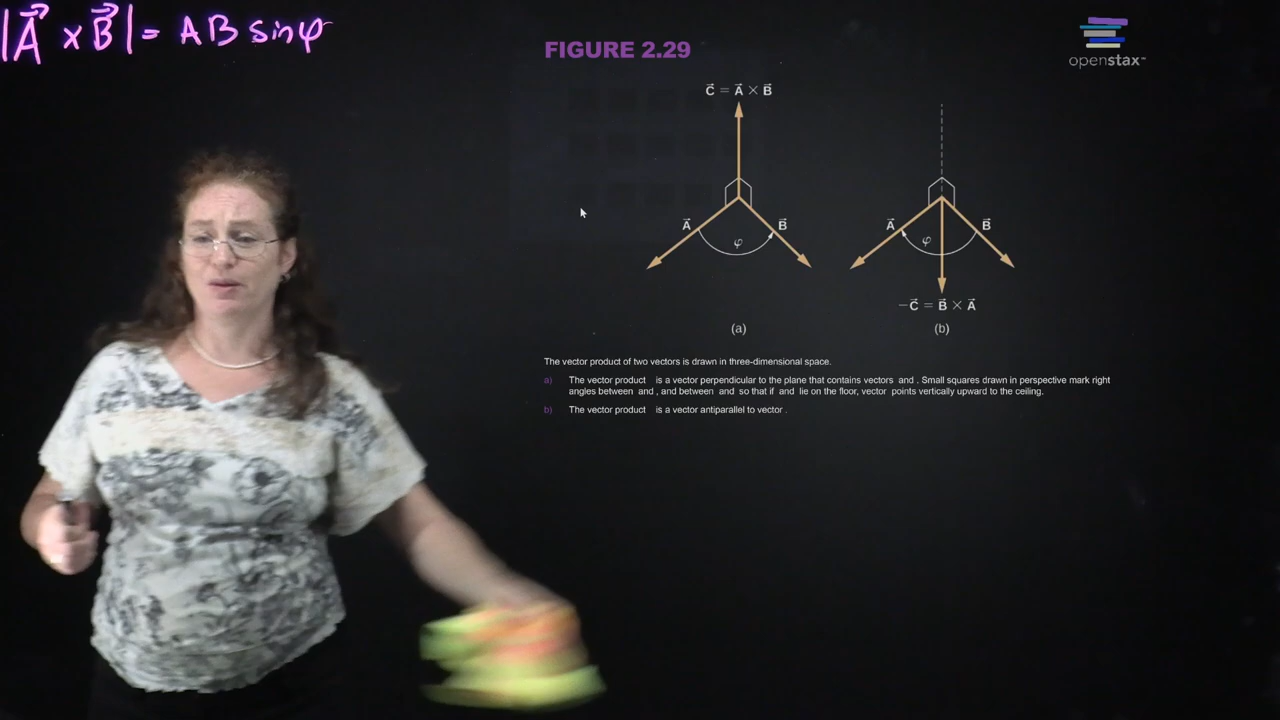 |A⃗ × B⃗| = AB sinφ
FIGURE 2.29
openstax™
C⃗ = A⃗ × B⃗
A⃗ B⃗
φ
(a)
A⃗ B⃗
φ
−C⃗ = B⃗ × A⃗
(b)
The vector product of two vectors is drawn in three-dimensional space.
a) The vector product is a vector perpendicular to the plane that contains vectors and . Small squares drawn in perspective mark right
angles between and , and between and so that if and lie on the floor, vector points vertically upward to the ceiling.
b) The vector product is a vector antiparallel to vector .